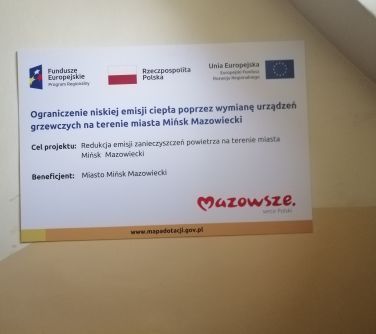 Fundusze
Europejskie
Program Regionalny
Rzeczpospolita
Polska
Unia Europejska
Europejski Fundusz
Rozwoju Regionalnego
Ograniczenie niskiej emisji ciepła poprzez wymianę urządzeń
grzewczych na terenie miasta Mińsk Mazowiecki
Cel projektu: Redukcja emisji zanieczyszczeń powietrza na terenie miasta
Mińsk Mazowiecki
Beneficjent: Miasto Mińsk Mazowiecki
Mazowsze.
serce Polski
www.mapadotacji.gov.pl